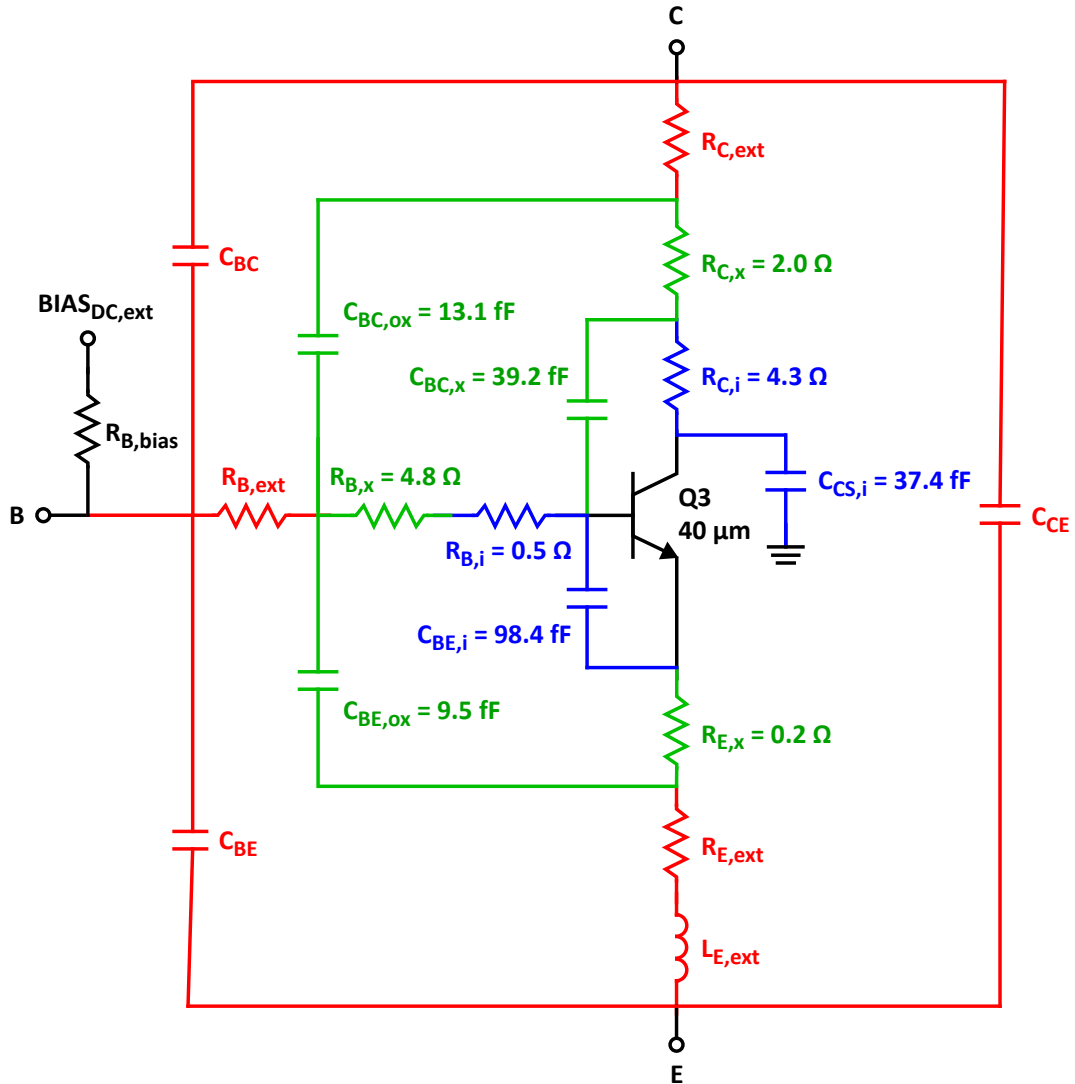 C
R_C,ext
C_BC
R_C,x = 2.0 Ω
BIAS_DC,ext
C_BC,ox = 13.1 fF
C_BC,x = 39.2 fF
R_C,i = 4.3 Ω
R_B,bias
R_B,ext
R_B,x = 4.8 Ω
Q3
40 μm
C_CS,i = 37.4 fF
B
C_CE
R_B,i = 0.5 Ω
C_BE,i = 98.4 fF
C_BE,ox = 9.5 fF
R_E,x = 0.2 Ω
C_BE
R_E,ext
L_E,ext
E